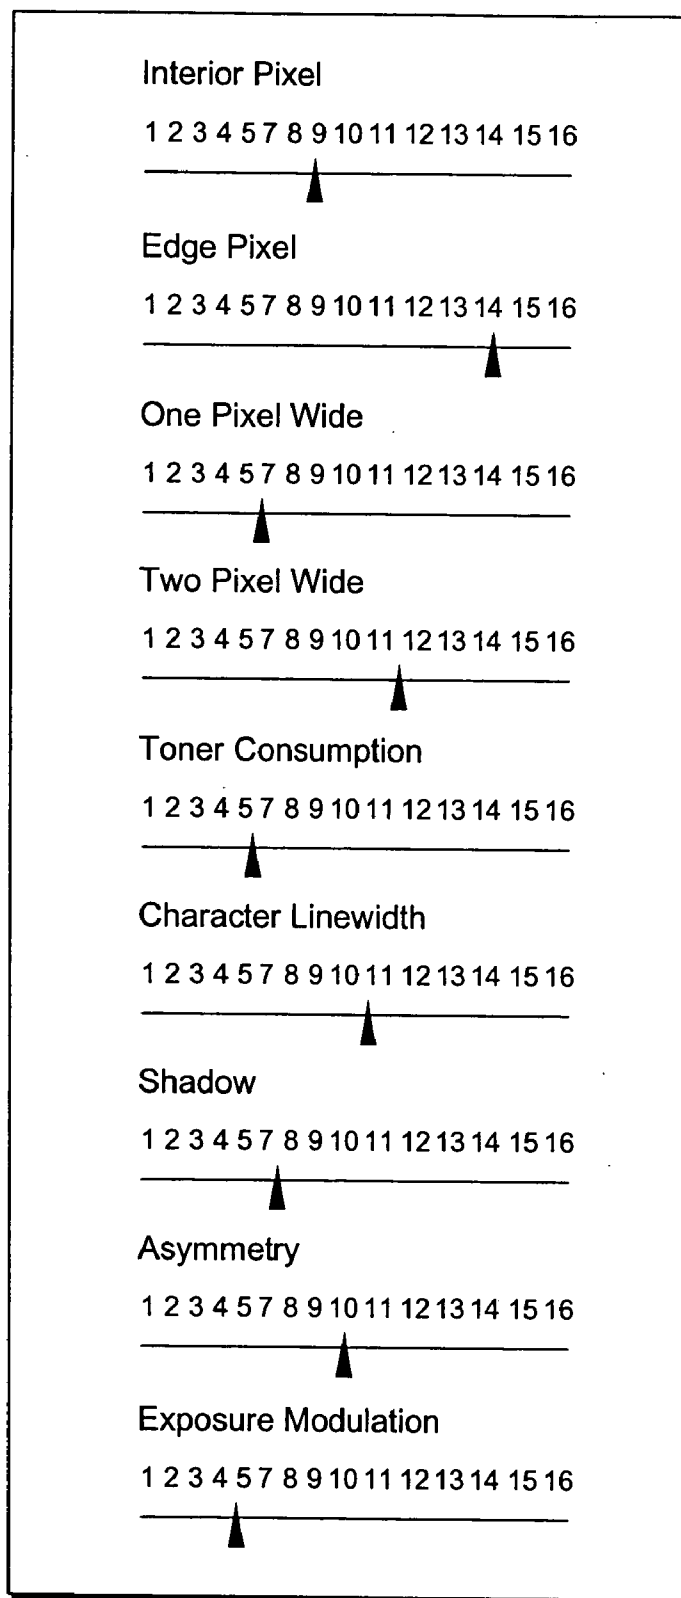 Interior Pixel
1 2 3 4 5 7 8 9 10 11 12 13 14 15 16
Edge Pixel
1 2 3 4 5 7 8 9 10 11 12 13 14 15 16
One Pixel Wide
1 2 3 4 5 7 8 9 10 11 12 13 14 15 16
Two Pixel Wide
1 2 3 4 5 7 8 9 10 11 12 13 14 15 16
Toner Consumption
1 2 3 4 5 7 8 9 10 11 12 13 14 15 16
Character Linewidth
1 2 3 4 5 7 8 9 10 11 12 13 14 15 16
Shadow
1 2 3 4 5 7 8 9 10 11 12 13 14 15 16
Asymmetry
1 2 3 4 5 7 8 9 10 11 12 13 14 15 16
Exposure Modulation
1 2 3 4 5 7 8 9 10 11 12 13 14 15 16